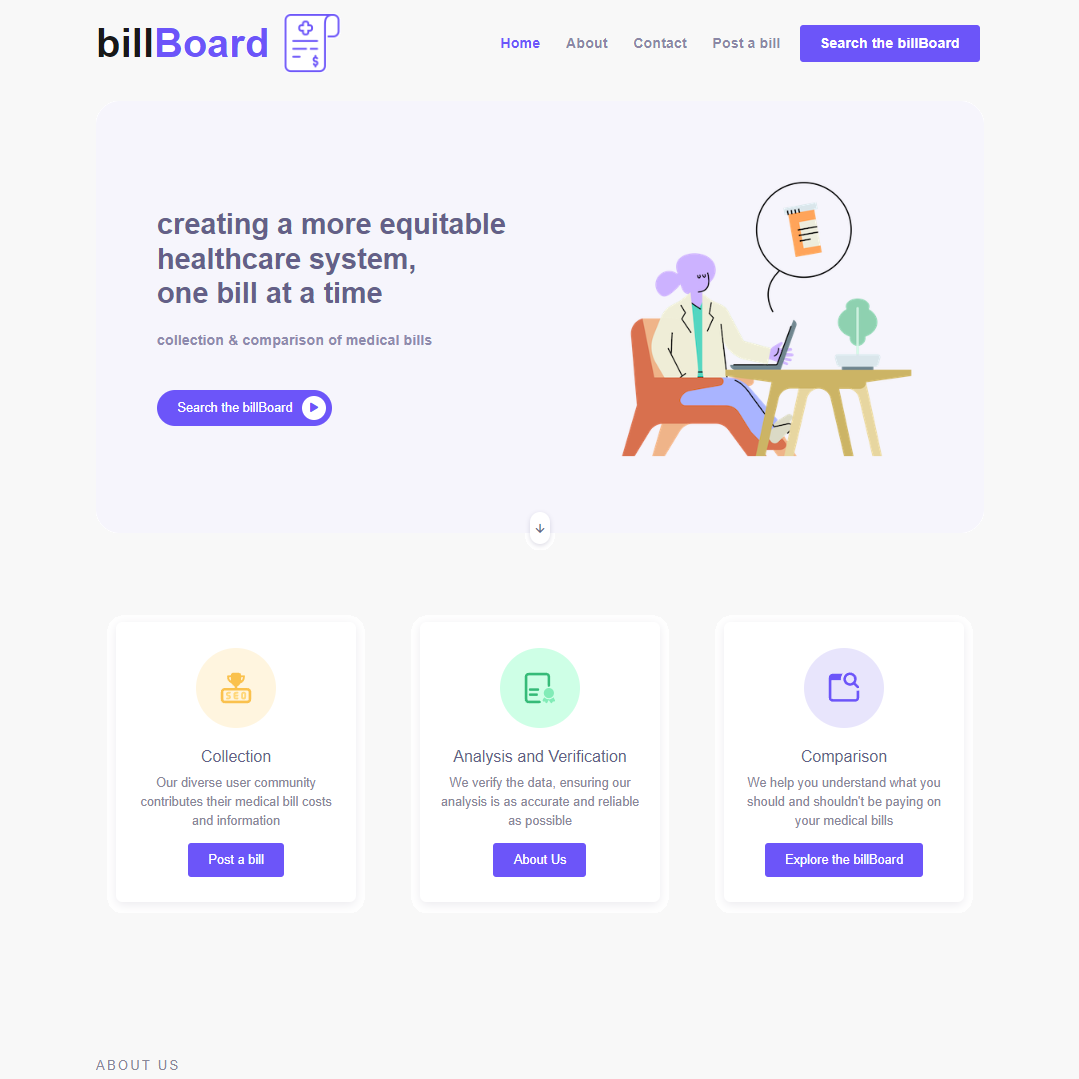 billBoard
Home About Contact Post a bill Search the billBoard
creating a more equitable
healthcare system,
one bill at a time
collection & comparison of medical bills
Search the billBoard
SEO
Collection
Our diverse user community
contributes their medical bill costs
and information
Post a bill
Analysis and Verification
We verify the data, ensuring our
analysis is as accurate and reliable
as possible
About Us
Comparison
We help you understand what you
should and shouldn't be paying on
your medical bills
Explore the billBoard
ABOUT US